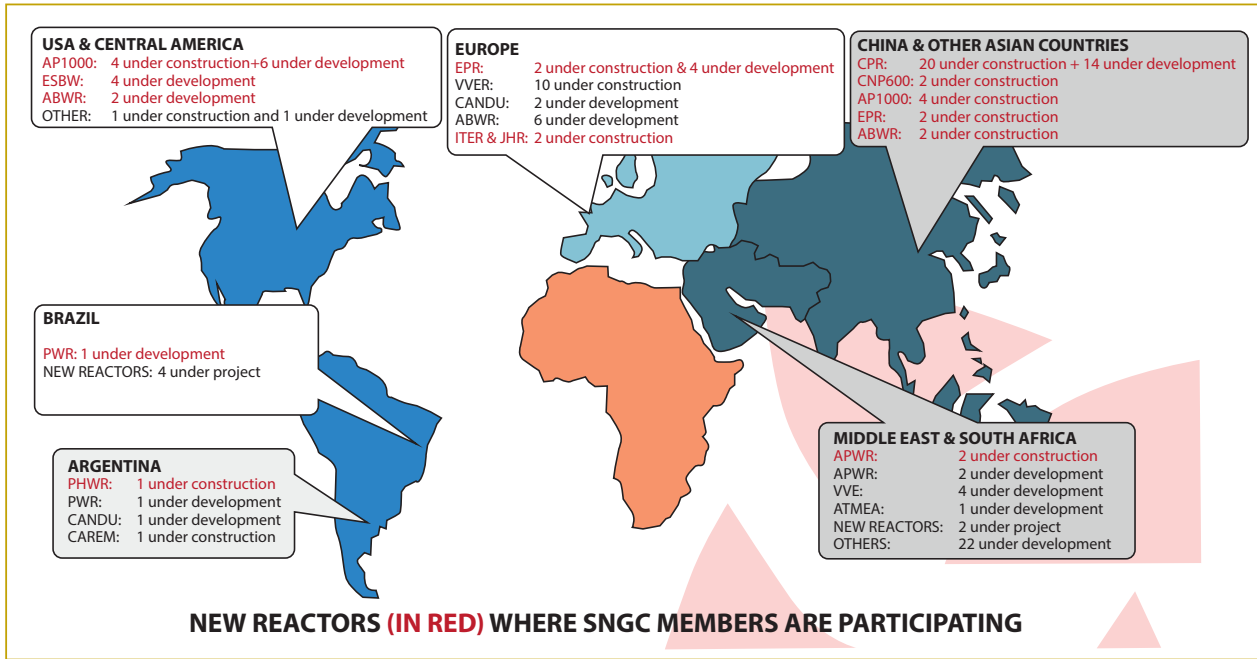 USA & CENTRAL AMERICA
AP1000: 4 under construction+6 under development
ESBW: 4 under development
ABWR: 2 under development
OTHER: 1 under construction and 1 under development
EUROPE
EPR: 2 under construction & 4 under development
VVER: 10 under construction
CANDU: 2 under development
ABWR: 6 under development
ITER & JHR: 2 under construction
CHINA & OTHER ASIAN COUNTRIES
CPR: 20 under construction + 14 under development
CNP600: 2 under construction
AP1000: 4 under construction
EPR: 2 under construction
ABWR: 2 under construction
BRAZIL
PWR: 1 under development
NEW REACTORS: 4 under project
ARGENTINA
PHWR: 1 under construction
PWR: 1 under development
CANDU: 1 under development
CAREM: 1 under construction
MIDDLE EAST & SOUTH AFRICA
APWR: 2 under construction
APWR: 2 under development
VVE: 4 under development
ATMEA: 1 under development
NEW REACTORS: 2 under project
OTHERS: 22 under development
NEW REACTORS (IN RED) WHERE SNGC MEMBERS ARE PARTICIPATING